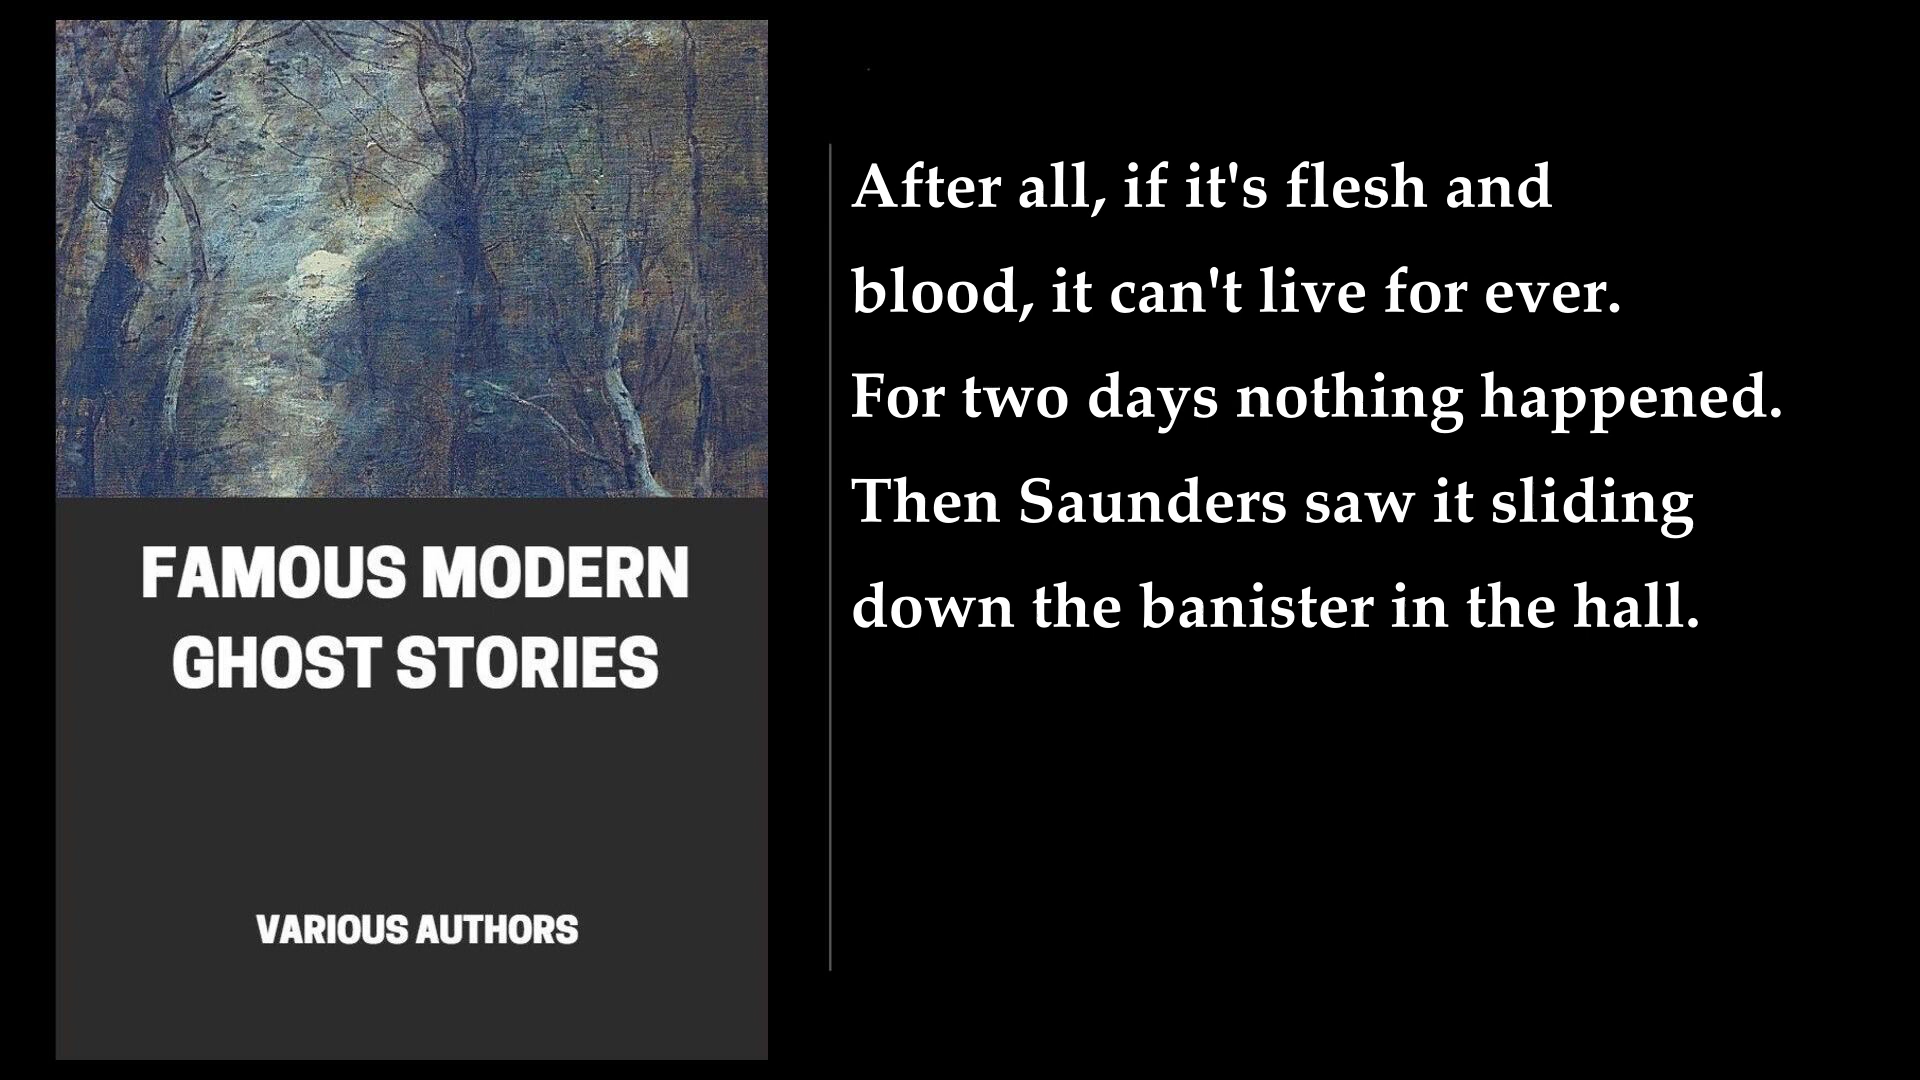 FAMOUS MODERN
GHOST STORIES
VARIOUS AUTHORS
After all, if it's flesh and
blood, it can't live for ever.
For two days nothing happened.
Then Saunders saw it sliding
down the banister in the hall.